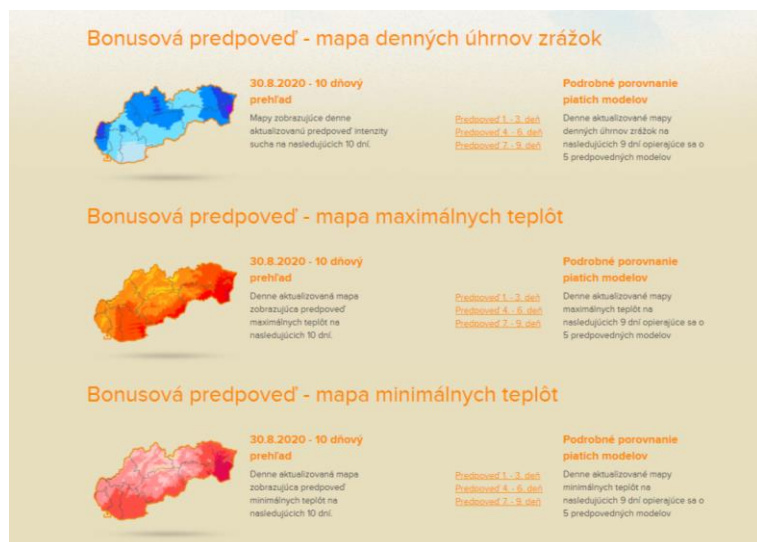 Bonusová predpoveď - mapa denných úhrnov zrážok
30.8.2020 - 10 dňový
prehľad
Mapy zobrazujúce denne
aktualizovanú predpoveď intenzity
sucha na nasledujúcich 10 dní.
Predpoveď 1. - 3. deň
Predpoveď 4. - 6. deň
Predpoveď 7. - 9. deň
Podrobné porovnanie
piatich modelov
Denne aktualizované mapy
denných úhrnov zrážok na
nasledujúcich 9 dní opierajúce sa o
5 predpovedných modelov
Bonusová predpoveď - mapa maximálnych teplôt
30.8.2020 - 10 dňový
prehľad
Denne aktualizovaná mapa
zobrazujúca predpoveď
maximálnych teplôt na
nasledujúcich 10 dní.
Predpoveď 1. - 3. deň
Predpoveď 4. - 6. deň
Predpoveď 7. - 9. deň
Podrobné porovnanie
piatich modelov
Denne aktualizované mapy
maximálnych teplôt na
nasledujúcich 9 dní opierajúce sa o
5 predpovedných modelov
Bonusová predpoveď - mapa minimálnych teplôt
30.8.2020 - 10 dňový
prehľad
Denne aktualizovaná mapa
zobrazujúca predpoveď
minimálnych teplôt na
nasledujúcich 10 dní.
Predpoveď 1. - 3. deň
Predpoveď 4. - 6. deň
Predpoveď 7. - 9. deň
Podrobné porovnanie
piatich modelov
Denne aktualizované mapy
minimálnych teplôt na
nasledujúcich 9 dní opierajúce sa o
5 predpovedných modelov